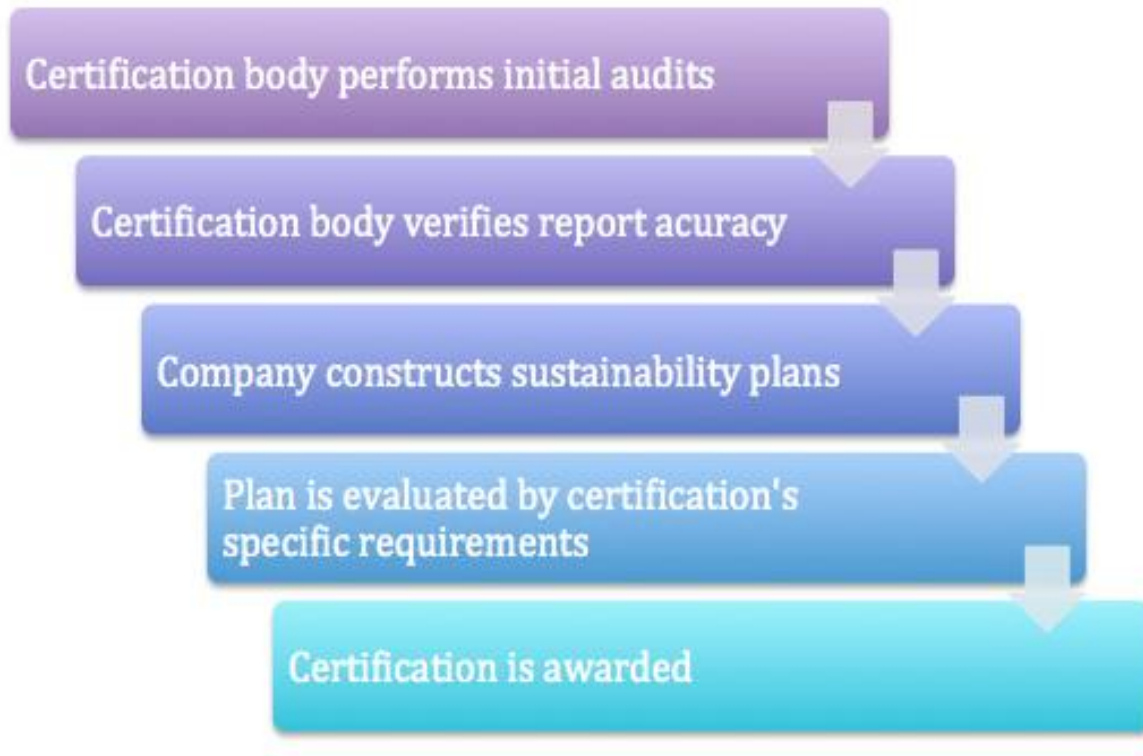 Certification body performs initial audits
Certification body verifies report acuracy
Company constructs sustainability plans
Plan is evaluated by certification's
specific requirements
Certification is awarded